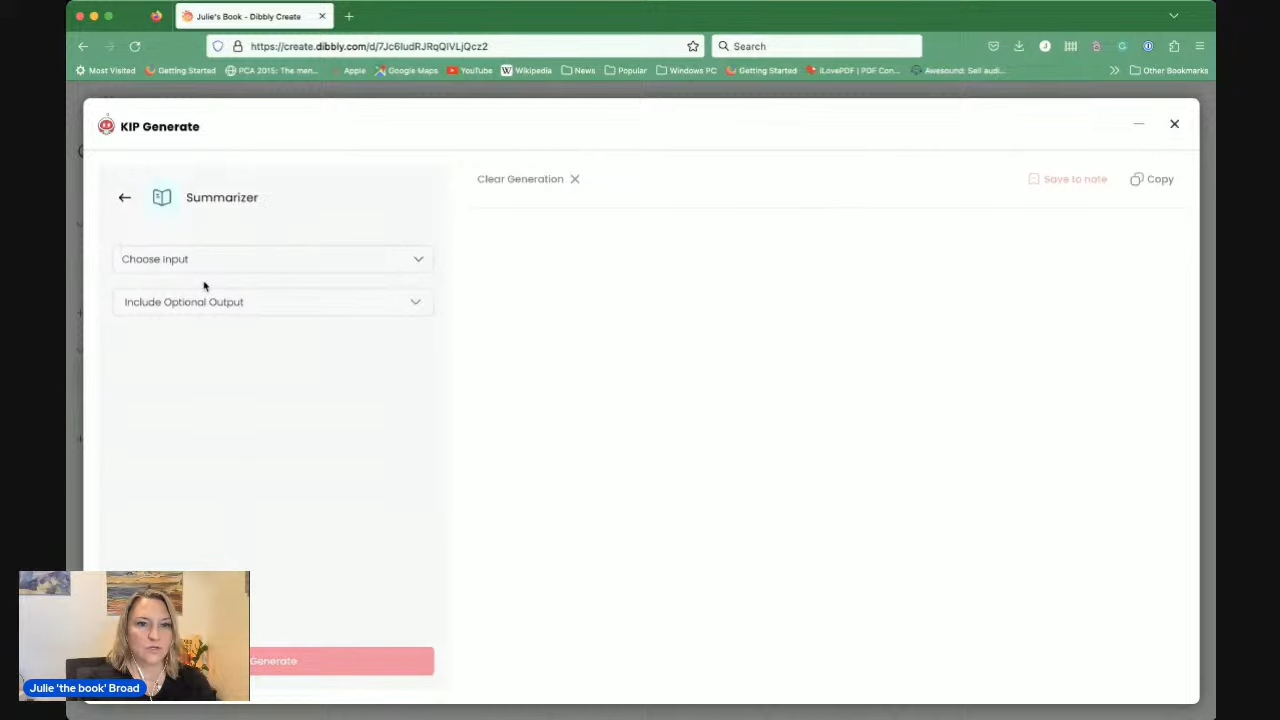 Julie's Book - Dibbly Create
https://create.dibbly.com/d/7Jc6ludRJRqQIVLjQcz2
Search
Most Visited
Getting Started
PCA 2015: The men...
Apple
Google Maps
YouTube
Wikipedia
News
Popular
Windows PC
Getting Started
iLovePDF | PDF Con...
Awesound: Sell audi...
Other Bookmarks
KIP Generate
Summarizer
Clear Generation
Save to note
Copy
Choose Input
Include Optional Output
Generate
Julie 'the book' Broad